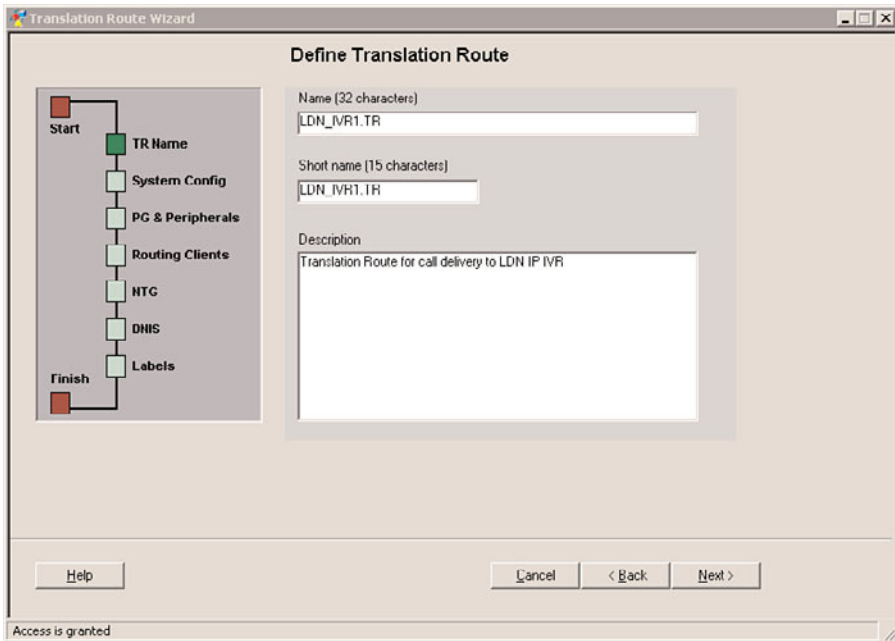 Translation Route Wizard
Define Translation Route
Start
TR Name
System Config
PG & Peripherals
Routing Clients
NTG
DNIS
Labels
Finish
Name (32 characters)
LDN_IVR1.TR
Short name (15 characters)
LDN_IVR1.TR
Description
Translation Route for call delivery to LDN IP IVR
Help
Cancel
< Back
Next >
Access is granted